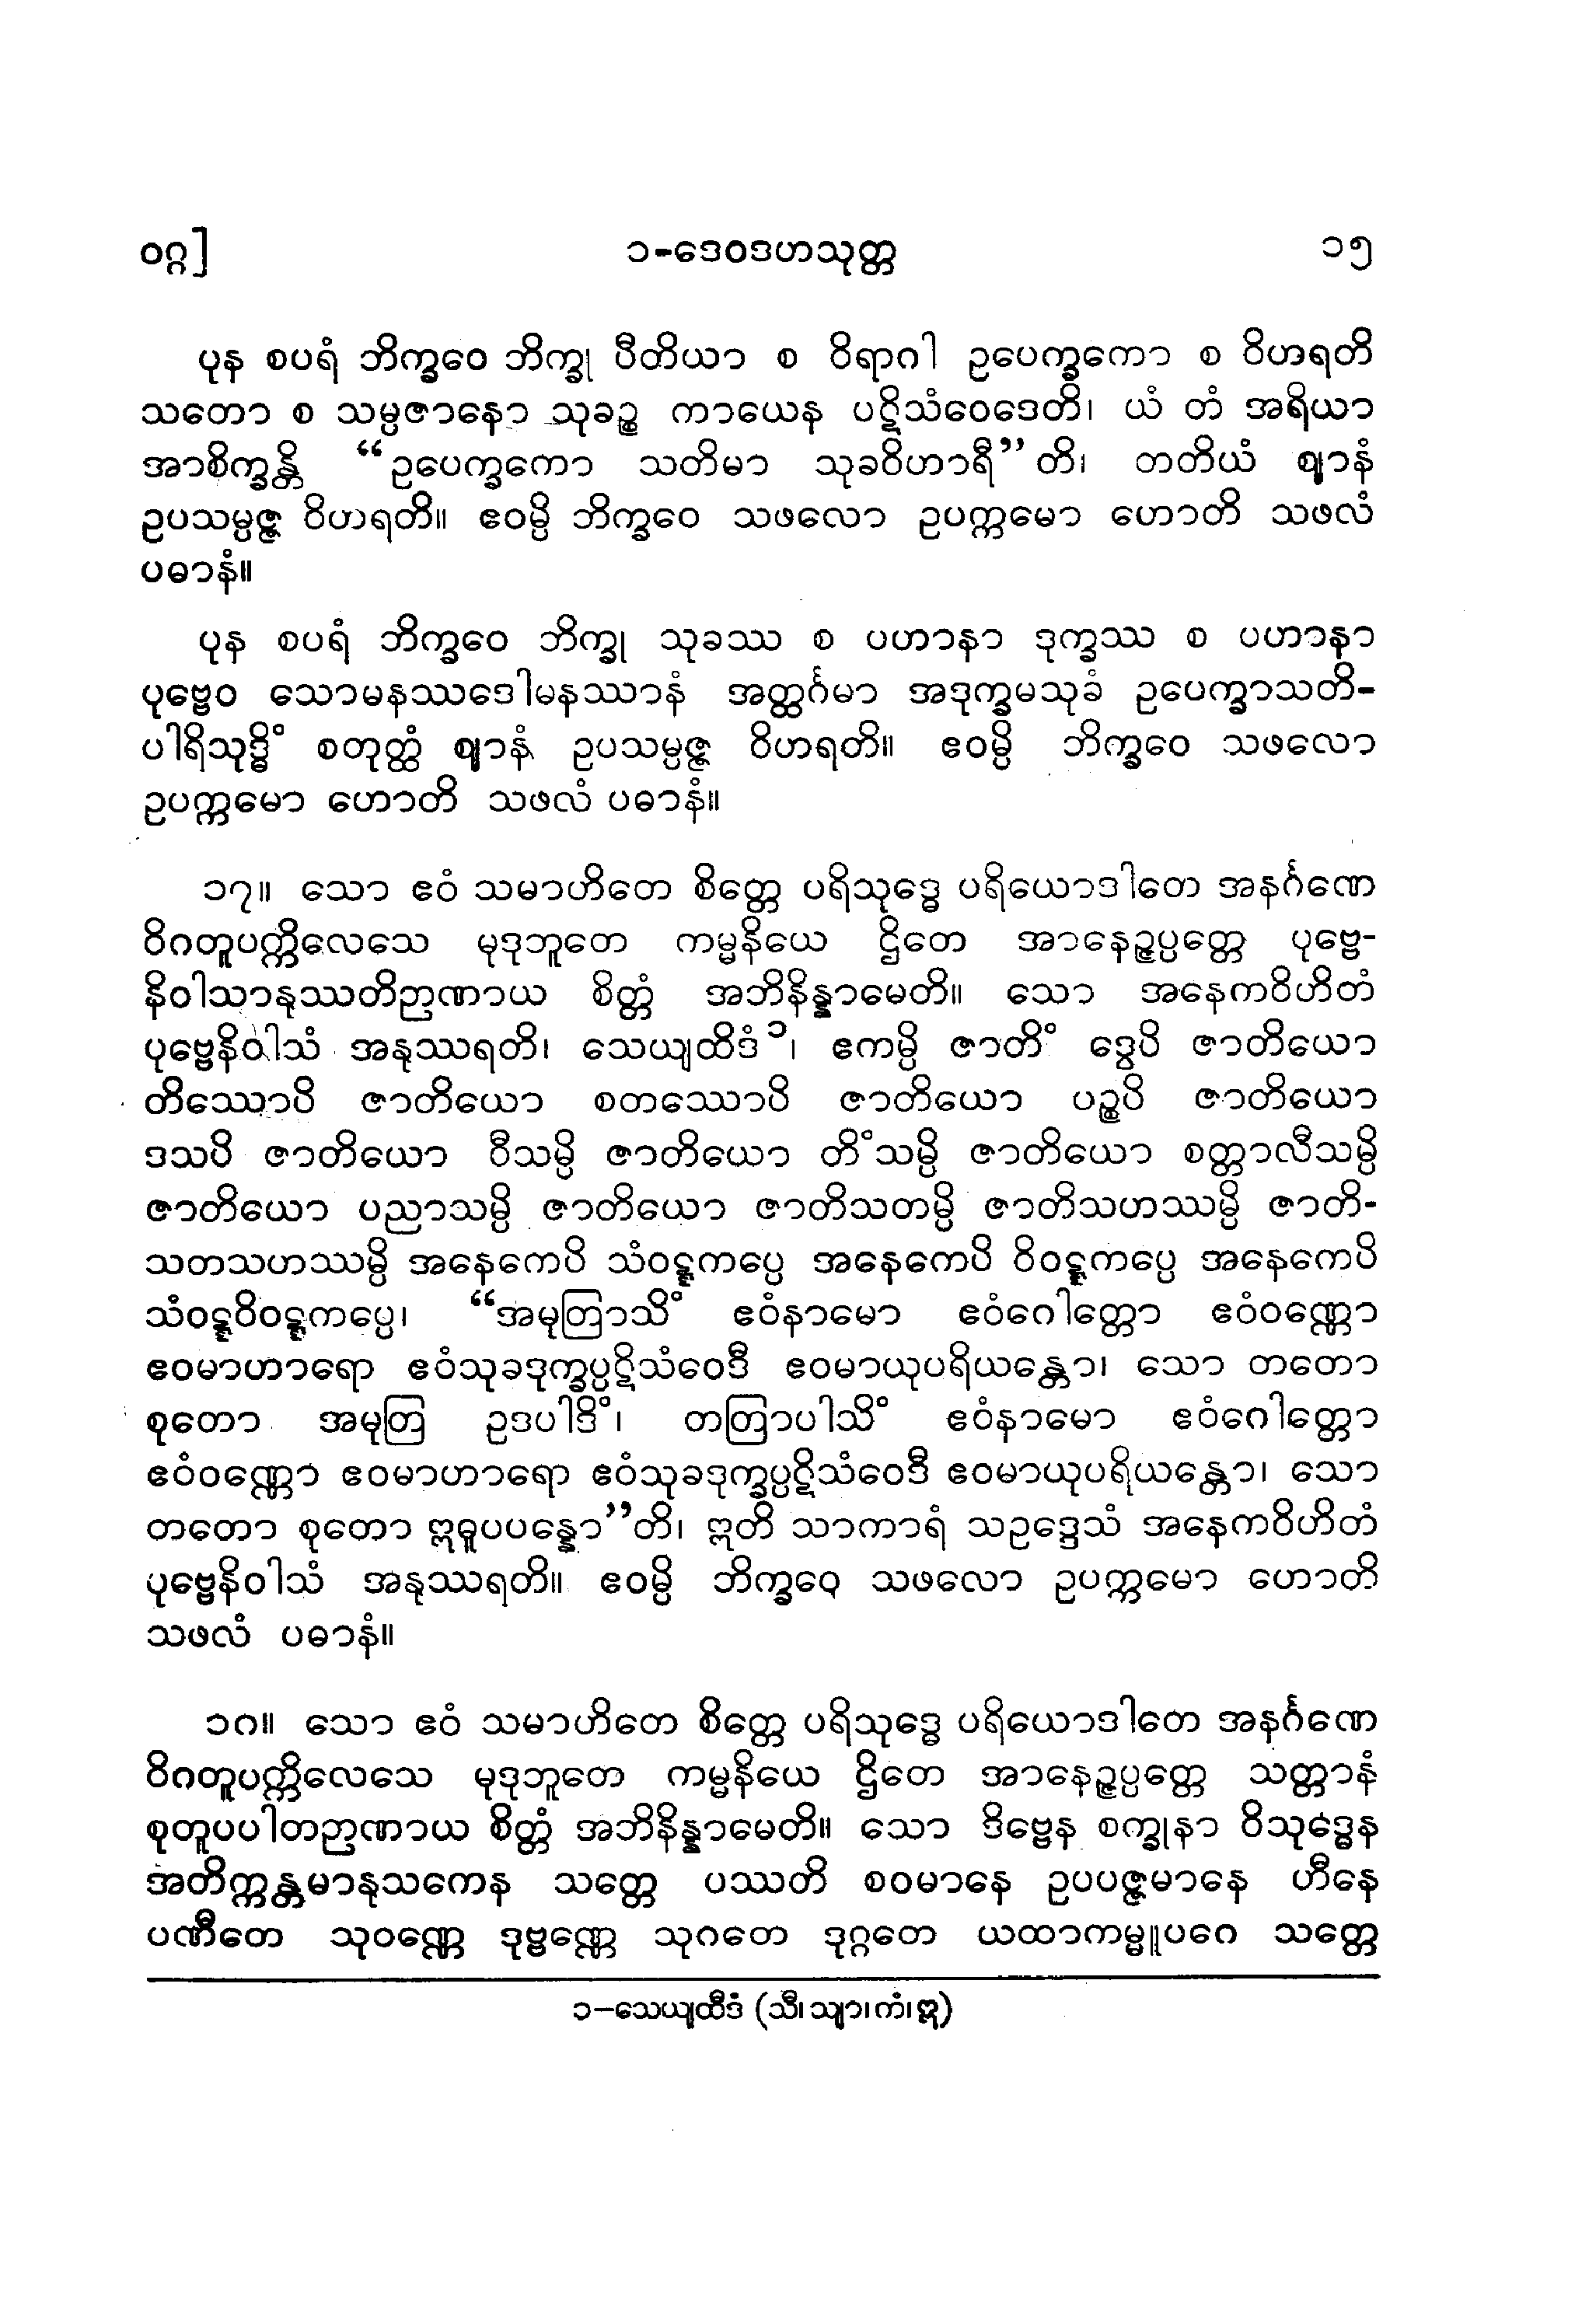 ဝဂ္ဂ] ၁-ဒေဝဒဟသုတ္တ ၁၅
ပုန စပရံ ဘိက္ခဝေ ဘိက္ခု ပီတိယာ စ ဝိရာဂါ ဥပေက္ခကော စ ဝိဟရတိ
သတော စ သမ္ပဇာနော သုခဉ္စ ကာယေန ပဋိသံဝေဒေတိ၊ ယံ တံ အရိယာ
အာစိက္ခန္တိ “ဥပေက္ခကော သတိမာ သုခဝိဟာရီ”တိ၊ တတိယံ ဈာနံ
ဥပသမ္ပဇ္ဇ ဝိဟရတိ။ ဧဝမ္ပိ ဘိက္ခဝေ သဖလော ဥပက္ကမော ဟောတိ သဖလံ
ပဓာနံ။
ပုန စပရံ ဘိက္ခဝေ ဘိက္ခု သုခဿ စ ပဟာနာ ဒုက္ခဿ စ ပဟာနာ
ပုဗ္ဗေဝ သောမနဿဒေါမနဿာနံ အတ္ထင်္ဂမာ အဒုက္ခမသုခံ ဥပေက္ခာသတိ-
ပါရိသုဒ္ဓိံ စတုတ္ထံ ဈာနံ ဥပသမ္ပဇ္ဇ ဝိဟရတိ။ ဧဝမ္ပိ ဘိက္ခဝေ သဖလော
ဥပက္ကမော ဟောတိ သဖလံ ပဓာနံ။
၁၇။ သော ဧဝံ သမာဟိတေ စိတ္တေ ပရိသုဒ္ဓေ ပရိယောဒါတေ အနင်္ဂဏေ
ဝိဂတူပက္ကိလေသေ မုဒုဘူတေ ကမ္မနိယေ ဌိတေ အာနေဉ္ဇပ္ပတ္တေ ပုဗ္ဗေ-
နိဝါသာနုဿတိဉာဏာယ စိတ္တံ အဘိနိန္နာမေတိ။ သော အနေကဝိဟိတံ
ပုဗ္ဗေနိဝါသံ အနုဿရတိ၊ သေယျထိဒံ၁၊ ဧကမ္ပိ ဇာတိံ ဒွေပိ ဇာတိယော
တိဿောပိ ဇာတိယော စတဿောပိ ဇာတိယော ပဉ္စပိ ဇာတိယော
ဒသပိ ဇာတိယော ဝီသမ္ပိ ဇာတိယော တိံသမ္ပိ ဇာတိယော စတ္တာလီသမ္ပိ
ဇာတိယော ပညာသမ္ပိ ဇာတိယော ဇာတိသတမ္ပိ ဇာတိသဟဿမ္ပိ ဇာတိ-
သတသဟဿမ္ပိ အနေကေပိ သံဝဋ္ဋကပ္ပေ အနေကေပိ ဝိဝဋ္ဋကပ္ပေ အနေကေပိ
သံဝဋ္ဋဝိဝဋ္ဋကပ္ပေ၊ “အမုတြာသိံ ဧဝံနာမော ဧဝံဂေါတ္တော ဧဝံဝဏ္ဏော
ဧဝမာဟာရော ဧဝံသုခဒုက္ခပ္ပဋိသံဝေဒီ ဧဝမာယုပရိယန္တော၊ သော တတော
စုတော အမုတြ ဥဒပါဒိံ၊ တတြာပါသိံ ဧဝံနာမော ဧဝံဂေါတ္တော
ဧဝံဝဏ္ဏော ဧဝမာဟာရော ဧဝံသုခဒုက္ခပ္ပဋိသံဝေဒီ ဧဝမာယုပရိယန္တော၊ သော
တတော စုတော ဣဓူပပန္နော”တိ၊ ဣတိ သာကာရံ သဥဒ္ဒေသံ အနေကဝိဟိတံ
ပုဗ္ဗေနိဝါသံ အနုဿရတိ။ ဧဝမ္ပိ ဘိက္ခဝေ သဖလော ဥပက္ကမော ဟောတိ
သဖလံ ပဓာနံ။
၁၈။ သော ဧဝံ သမာဟိတေ စိတ္တေ ပရိသုဒ္ဓေ ပရိယောဒါတေ အနင်္ဂဏေ
ဝိဂတူပက္ကိလေသေ မုဒုဘူတေ ကမ္မနိယေ ဌိတေ အာနေဉ္ဇပ္ပတ္တေ သတ္တာနံ
စုတူပပါတဉာဏာယ စိတ္တံ အဘိနိန္နာမေတိ။ သော ဒိဗ္ဗေန စက္ခုနာ ဝိသုဒ္ဓေန
အတိက္ကန္တမာနုသကေန သတ္တေ ပဿတိ စဝမာနေ ဥပပဇ္ဇမာနေ ဟီနေ
ပဏီတေ သုဝဏ္ဏေ ဒုဗ္ဗဏ္ဏေ သုဂတေ ဒုဂ္ဂတေ ယထာကမ္မူပဂေ သတ္တေ
၁-သေယျထီဒံ (သီ၊ သျာ၊ ကံ၊ ဣ)